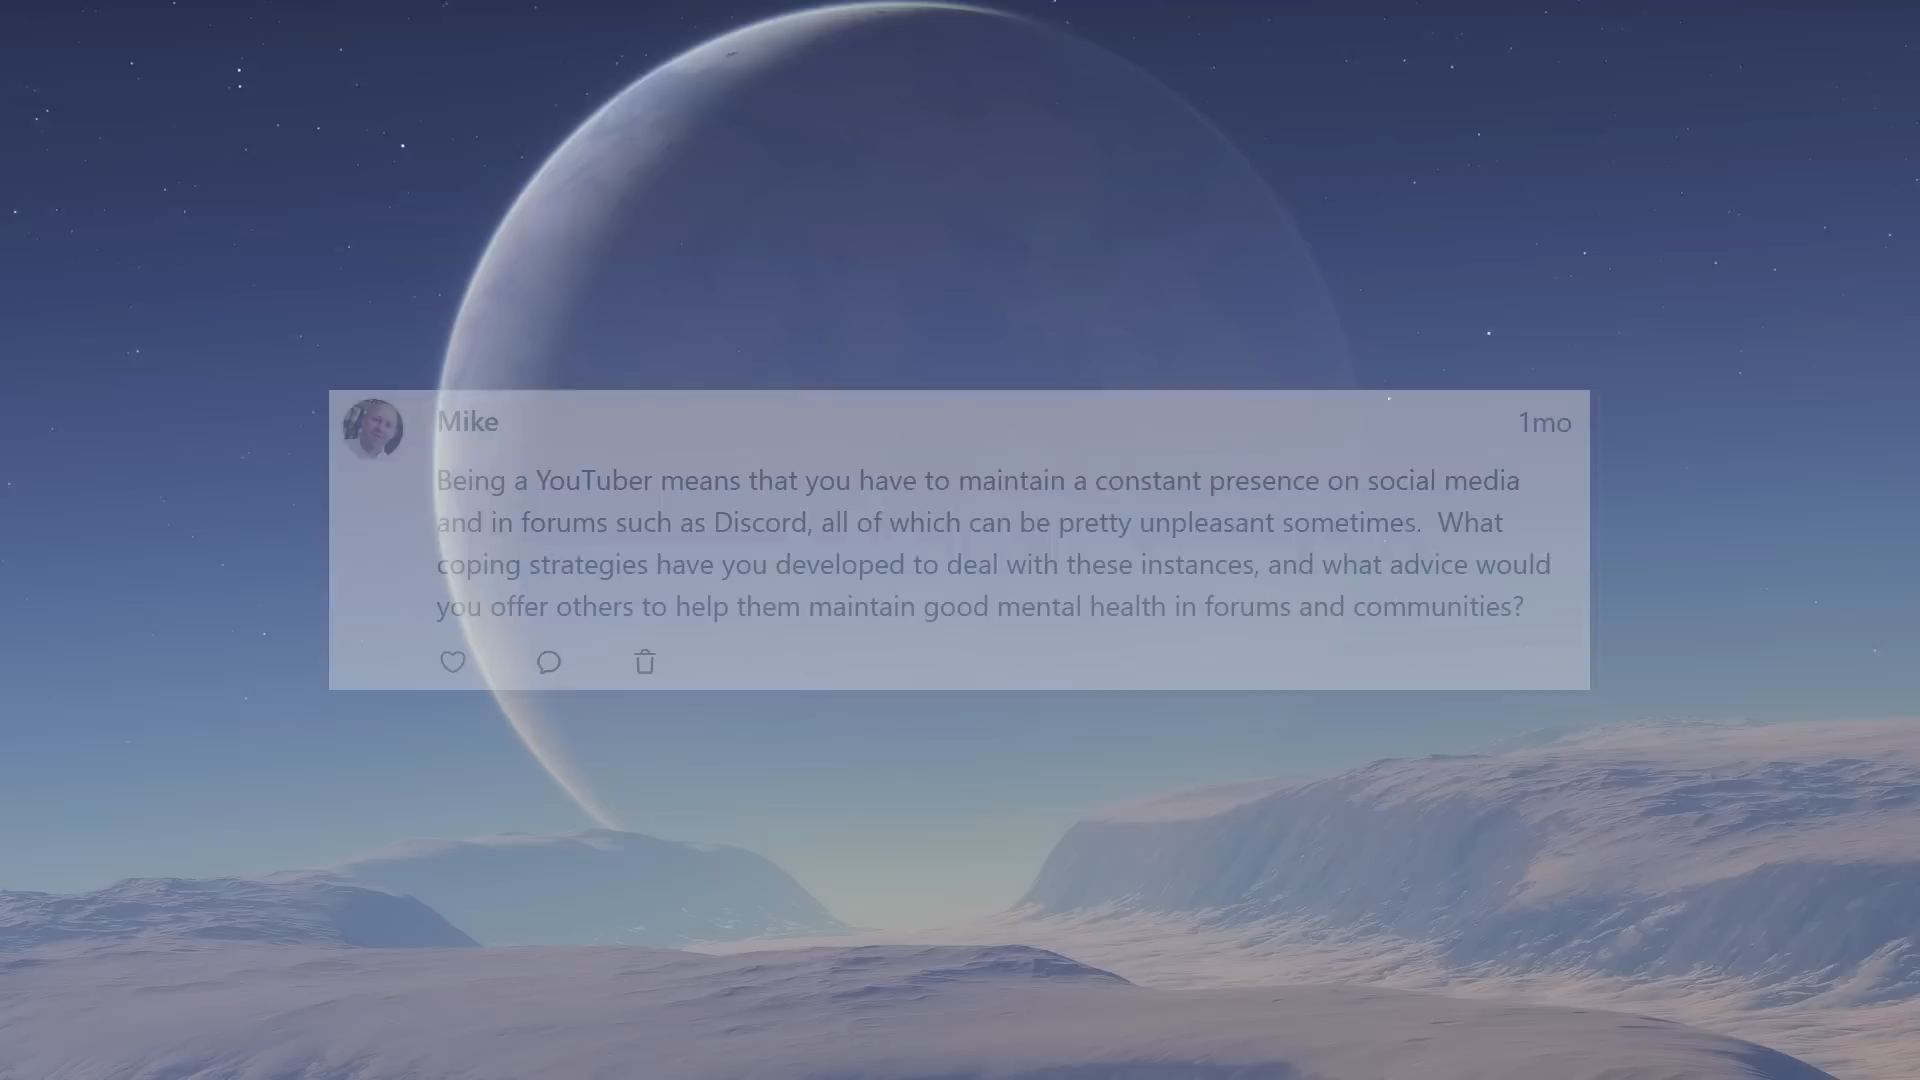 Mike
1mo
Being a YouTuber means that you have to maintain a constant presence on social media
and in forums such as Discord, all of which can be pretty unpleasant sometimes.  What
coping strategies have you developed to deal with these instances, and what advice would
you offer others to help them maintain good mental health in forums and communities?